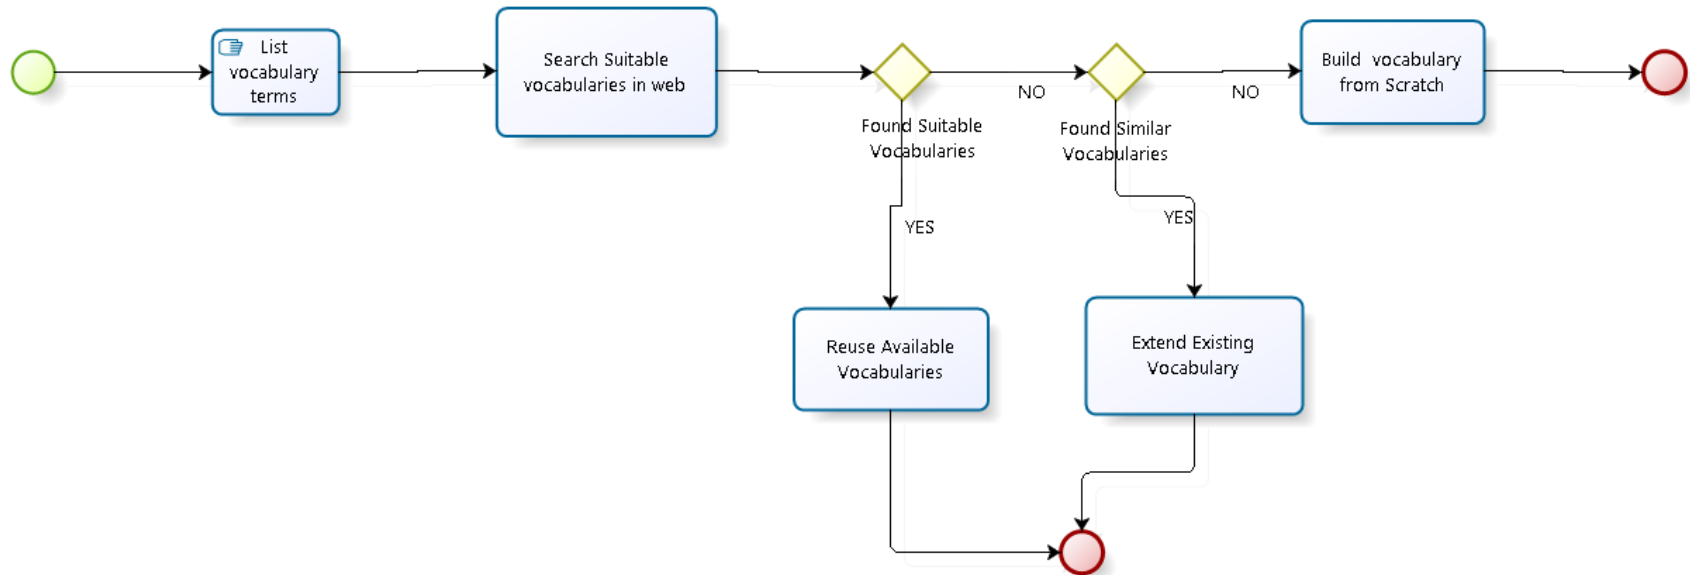 List
vocabulary
terms
Search Suitable
vocabularies in web
Found Suitable
Vocabularies
NO
Found Similar
Vocabularies
NO
Build vocabulary
from Scratch
YES
YES
Reuse Available
Vocabularies
Extend Existing
Vocabulary